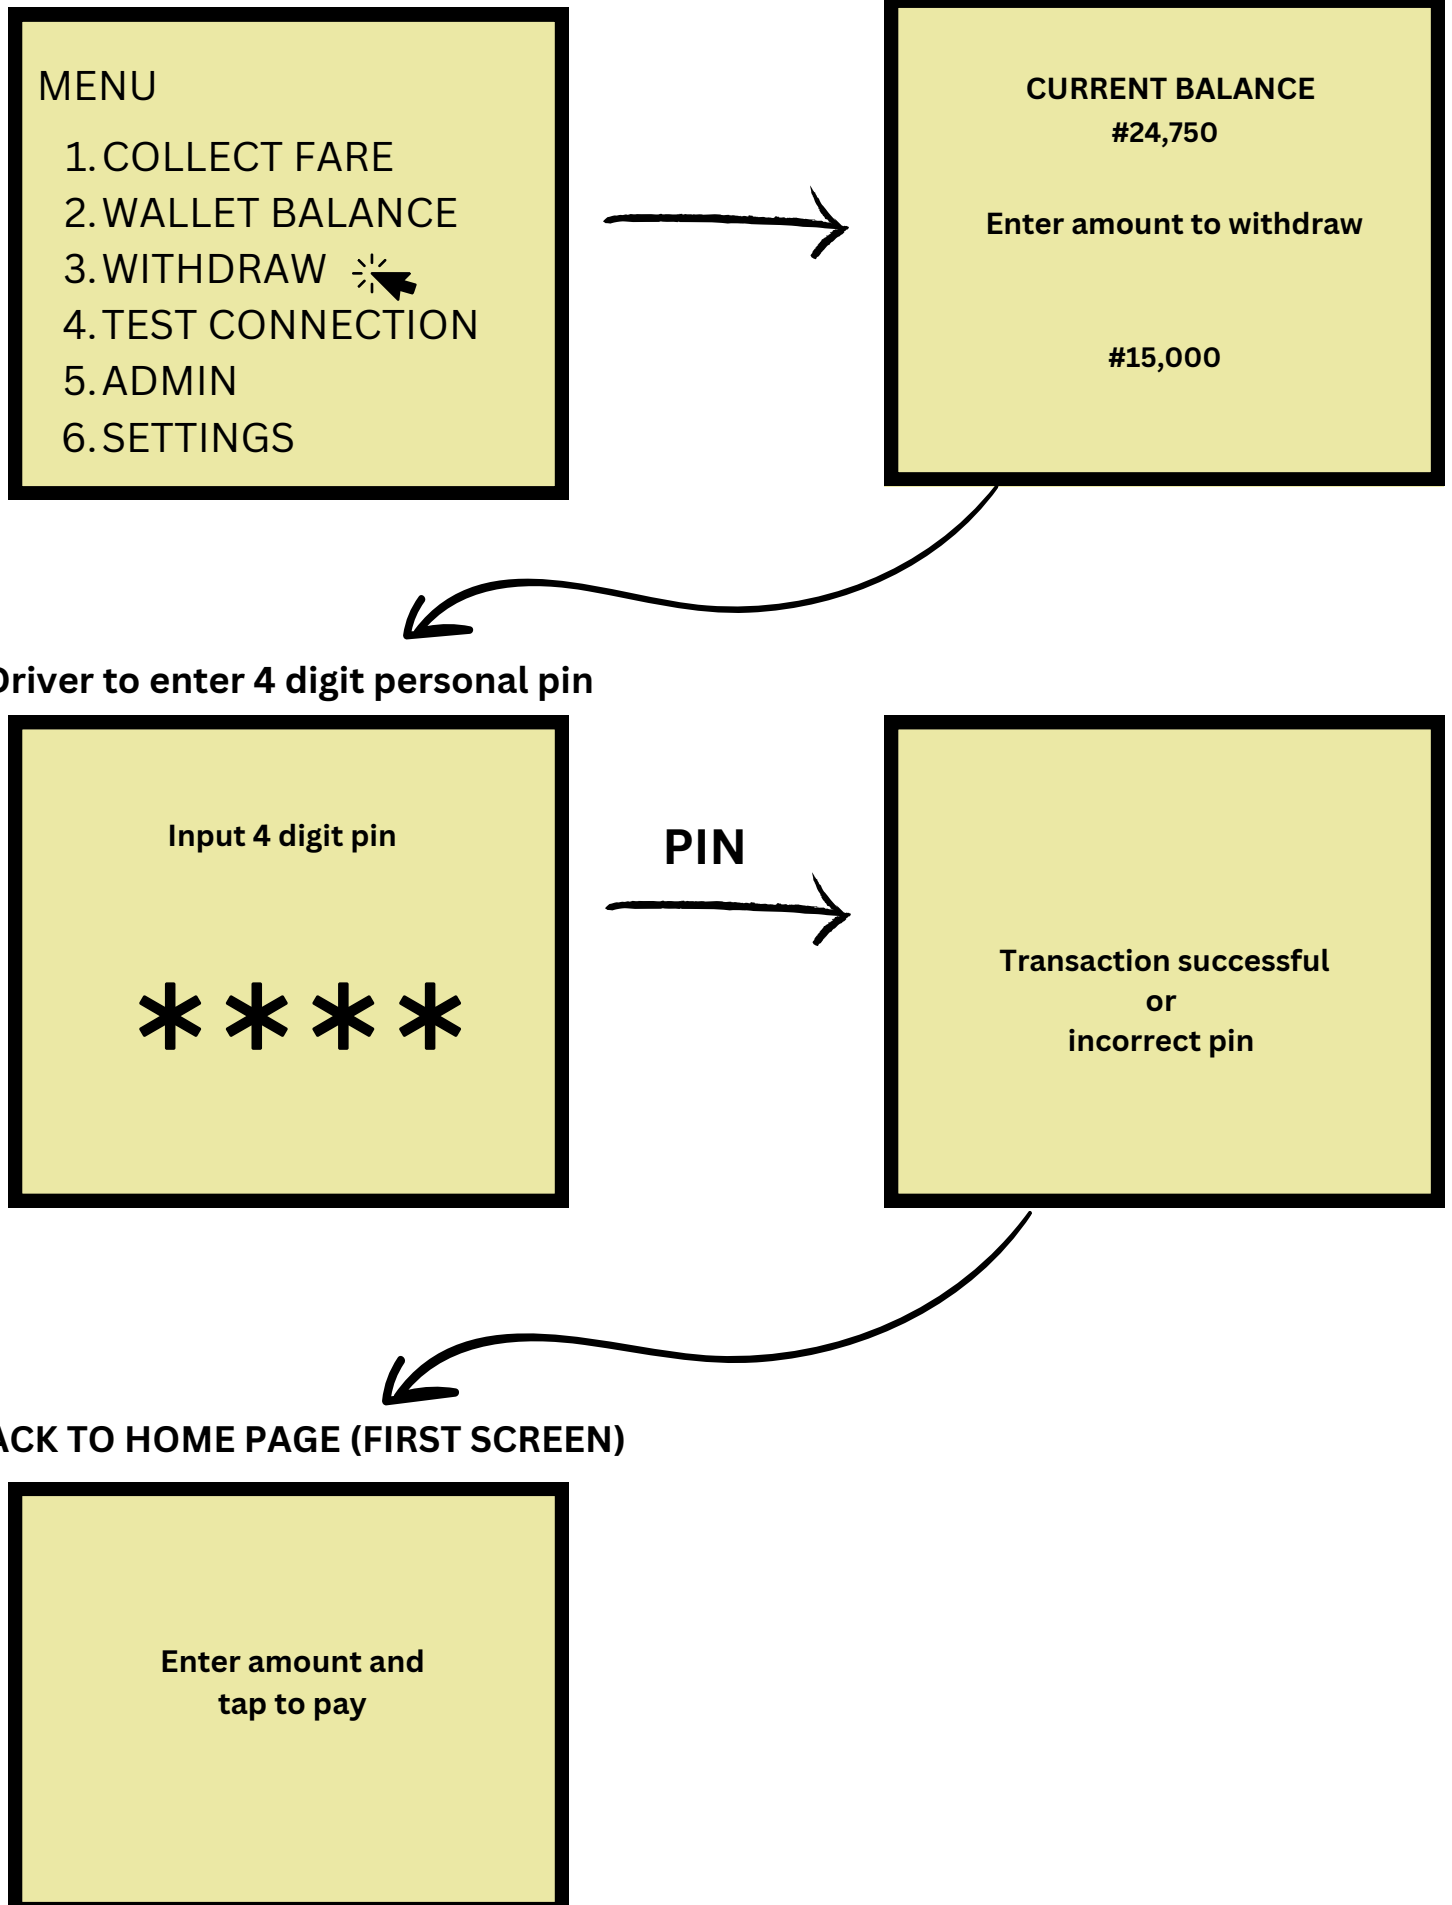 MENU
1. COLLECT FARE
2. WALLET BALANCE
3. WITHDRAW
4. TEST CONNECTION
5. ADMIN
6. SETTINGS
CURRENT BALANCE
#24,750
Enter amount to withdraw
#15,000
Driver to enter 4 digit personal pin
Input 4 digit pin
****
PIN
Transaction successful
or
incorrect pin
ACK TO HOME PAGE (FIRST SCREEN)
Enter amount and
tap to pay